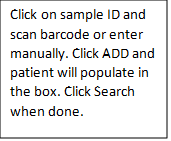 Click on sample ID and
scan barcode or enter
manually. Click ADD and
patient will populate in
the box. Click Search
when done.